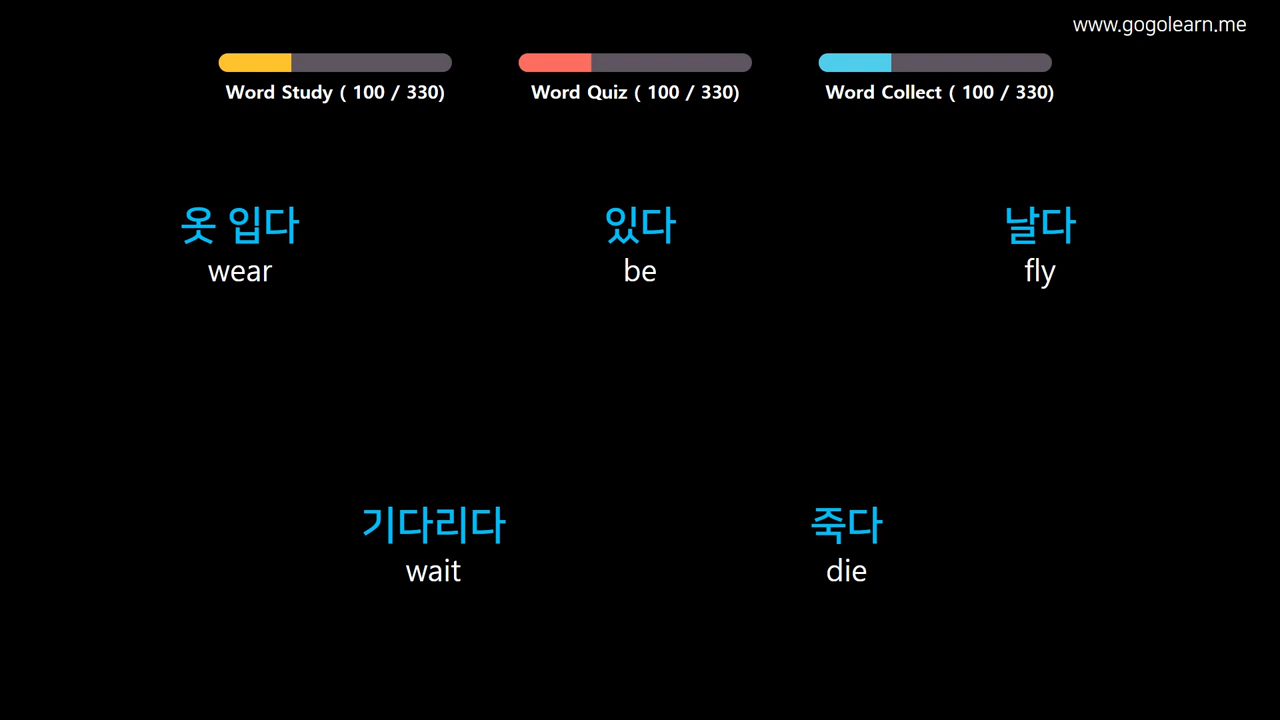 www.gogolearn.me
Word Study ( 100 / 330)
Word Quiz ( 100 / 330)
Word Collect ( 100 / 330)
옷 입다
wear
있다
be
날다
fly
기다리다
wait
죽다
die